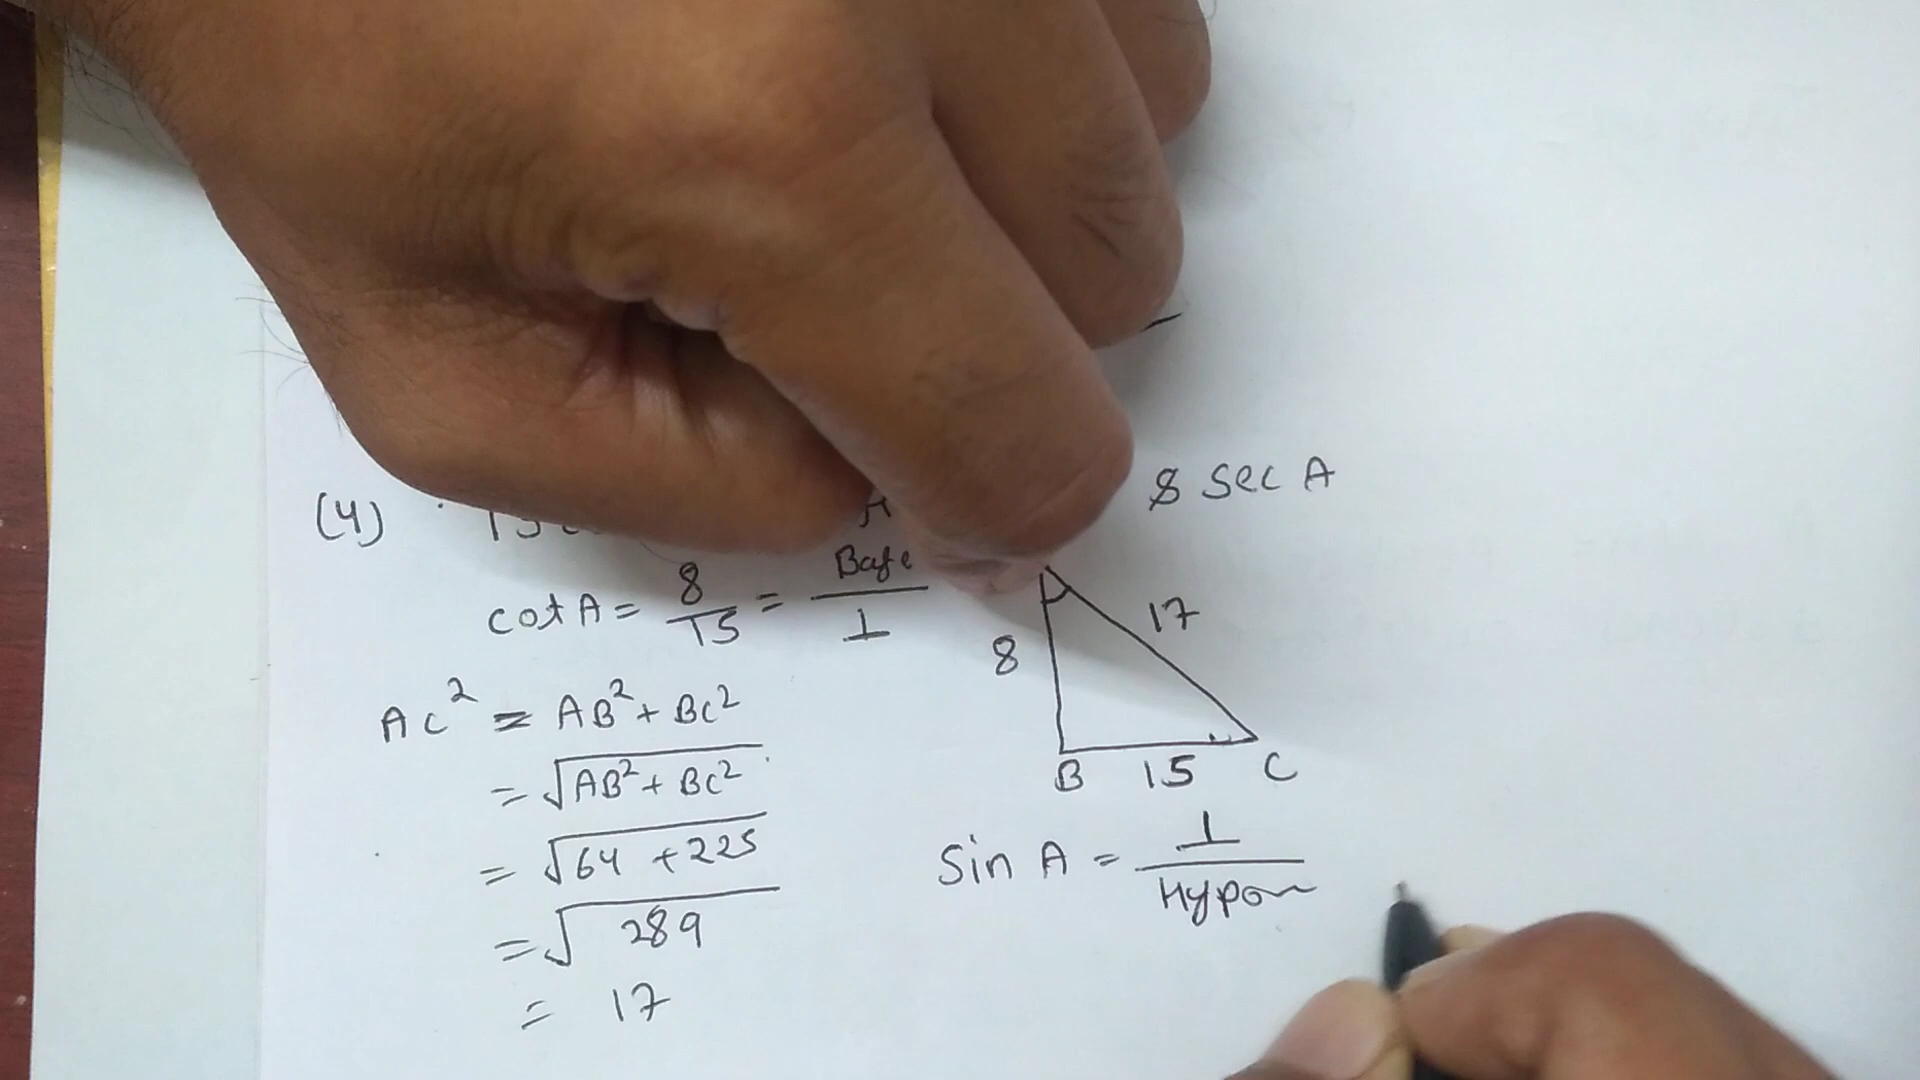 (4) 15 A $ sec A
cot A = 8/15 = Base/⊥
8
17
AC² = AB² + BC²
B 15 C
= √AB² + BC²
= √64 + 225
Sin A = ⊥/Hypo
= √289
= 17